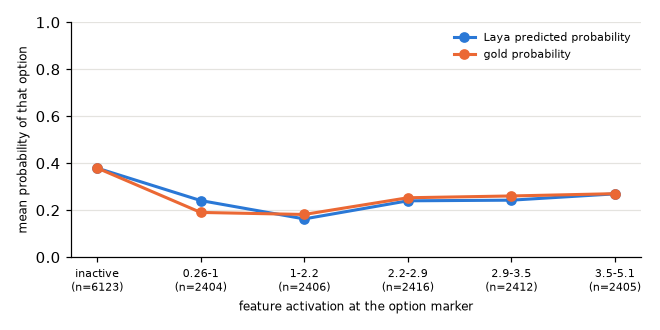 mean probability of that option
1.0
0.8
0.6
0.4
0.2
0.0
Laya predicted probability
gold probability
inactive
(n=6123)
0.26-1
(n=2404)
1-2.2
(n=2406)
2.2-2.9
(n=2416)
2.9-3.5
(n=2412)
3.5-5.1
(n=2405)
feature activation at the option marker